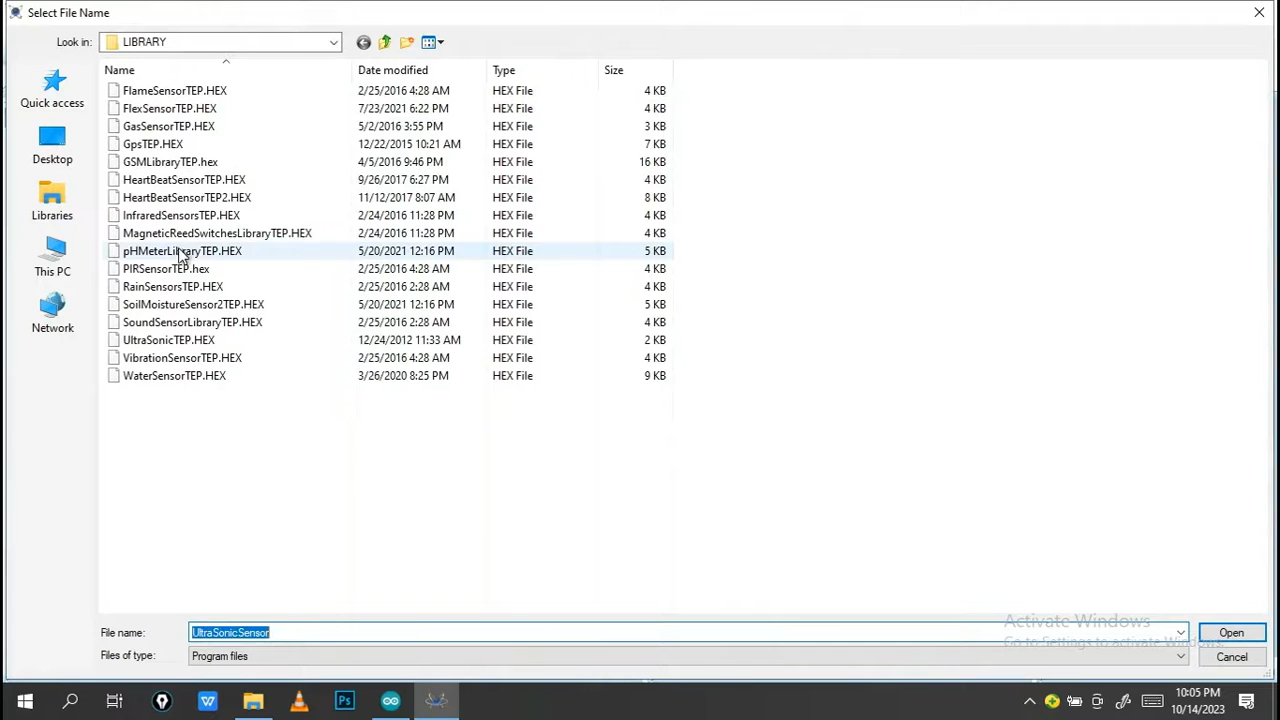 Select File Name
Look in: LIBRARY
Name Date modified Type Size
FlameSensorTEP.HEX 2/25/2016 4:28 AM HEX File 4 KB
FlexSensorTEP.HEX 7/23/2021 6:22 PM HEX File 4 KB
GasSensorTEP.HEX 5/2/2016 3:55 PM HEX File 3 KB
GpsTEP.HEX 12/22/2015 10:21 AM HEX File 7 KB
GSMLibraryTEP.hex 4/5/2016 9:46 PM HEX File 16 KB
HeartBeatSensorTEP.HEX 9/26/2017 6:27 PM HEX File 4 KB
HeartBeatSensorTEP2.HEX 11/12/2017 8:07 AM HEX File 8 KB
InfraredSensorsTEP.HEX 2/24/2016 11:28 PM HEX File 4 KB
MagneticReedSwitchesLibraryTEP.HEX 2/24/2016 11:28 PM HEX File 4 KB
pHMeterLibraryTEP.HEX 5/20/2021 12:16 PM HEX File 5 KB
PIRSensorTEP.hex 2/25/2016 4:28 AM HEX File 4 KB
RainSensorsTEP.HEX 2/25/2016 2:28 AM HEX File 4 KB
SoilMoistureSensor2TEP.HEX 5/20/2021 12:16 PM HEX File 5 KB
SoundSensorLibraryTEP.HEX 2/25/2016 2:28 AM HEX File 4 KB
UltraSonicTEP.HEX 12/24/2012 11:33 AM HEX File 2 KB
VibrationSensorTEP.HEX 2/25/2016 4:28 AM HEX File 4 KB
WaterSensorTEP.HEX 3/26/2020 8:25 PM HEX File 9 KB
Quick access
Desktop
Libraries
This PC
Network
File name: UltraSonicSensor Open
Files of type: Program files Cancel
Activate Windows
Go to Settings to activate Windows.
W Ps
10:05 PM
10/14/2023